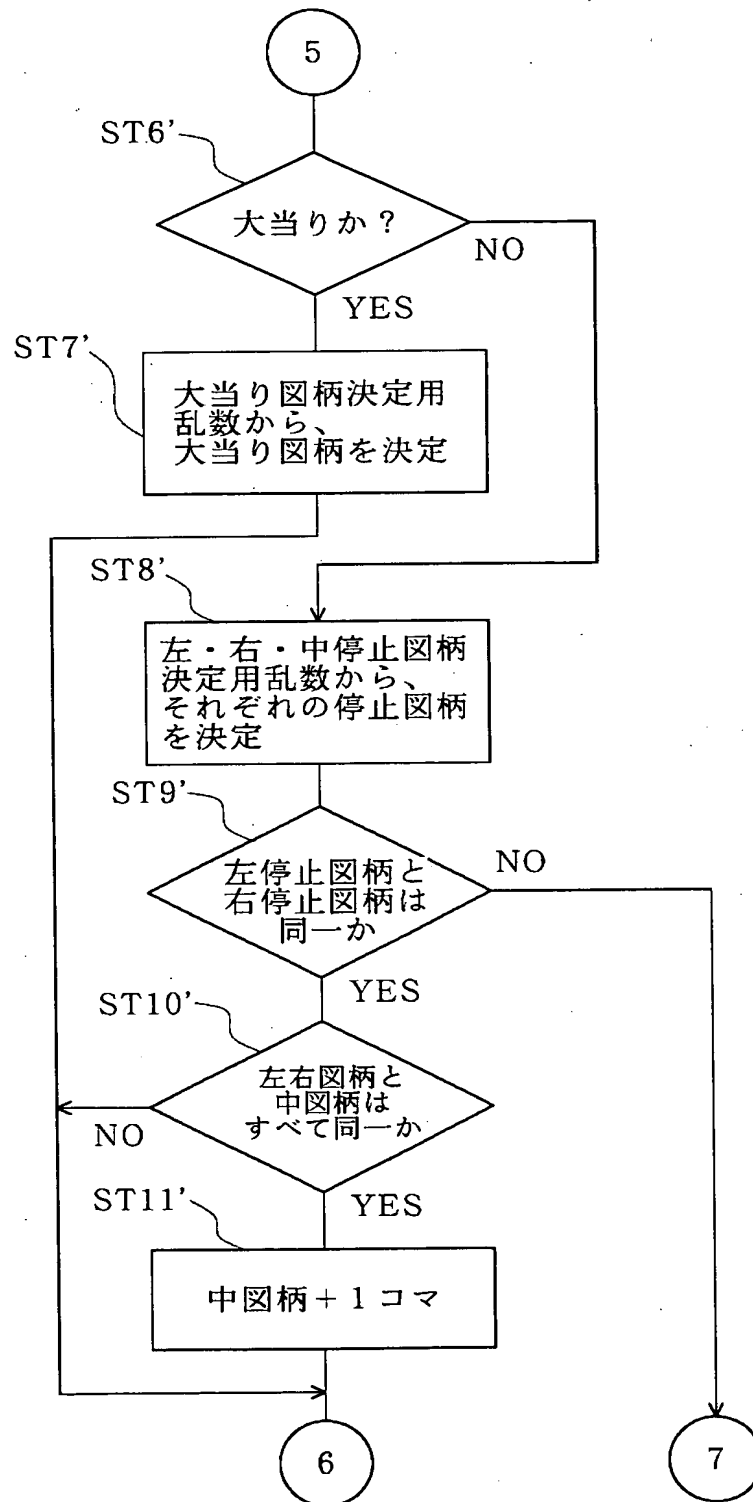 5
ST6'
大当りか？
NO
YES
ST7'
大当り図柄決定用
乱数から、
大当り図柄を決定
ST8'
左・右・中停止図柄
決定用乱数から、
それぞれの停止図柄
を決定
ST9'
左停止図柄と
右停止図柄は
同一か
NO
YES
ST10'
左右図柄と
中図柄は
すべて同一か
NO
YES
ST11'
中図柄＋１コマ
6
7